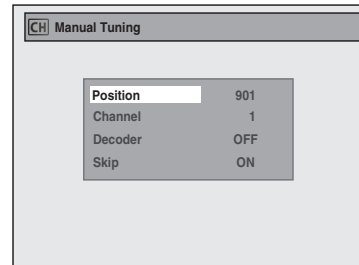 CH Manual Tuning
Position 901
Channel 1
Decoder OFF
Skip ON